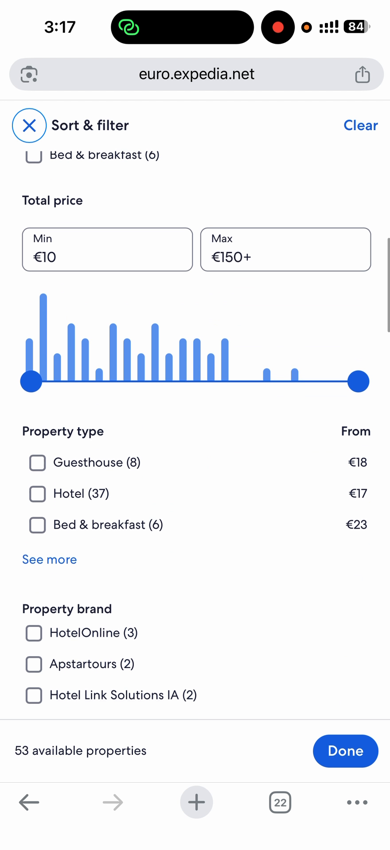 3:17
84
euro.expedia.net
Sort & filter
Clear
Bed & breakfast (6)
Total price
Min
€10
Max
€150+
Property type
From
Guesthouse (8)
€18
Hotel (37)
€17
Bed & breakfast (6)
€23
See more
Property brand
HotelOnline (3)
Apstartours (2)
Hotel Link Solutions IA (2)
53 available properties
Done
22